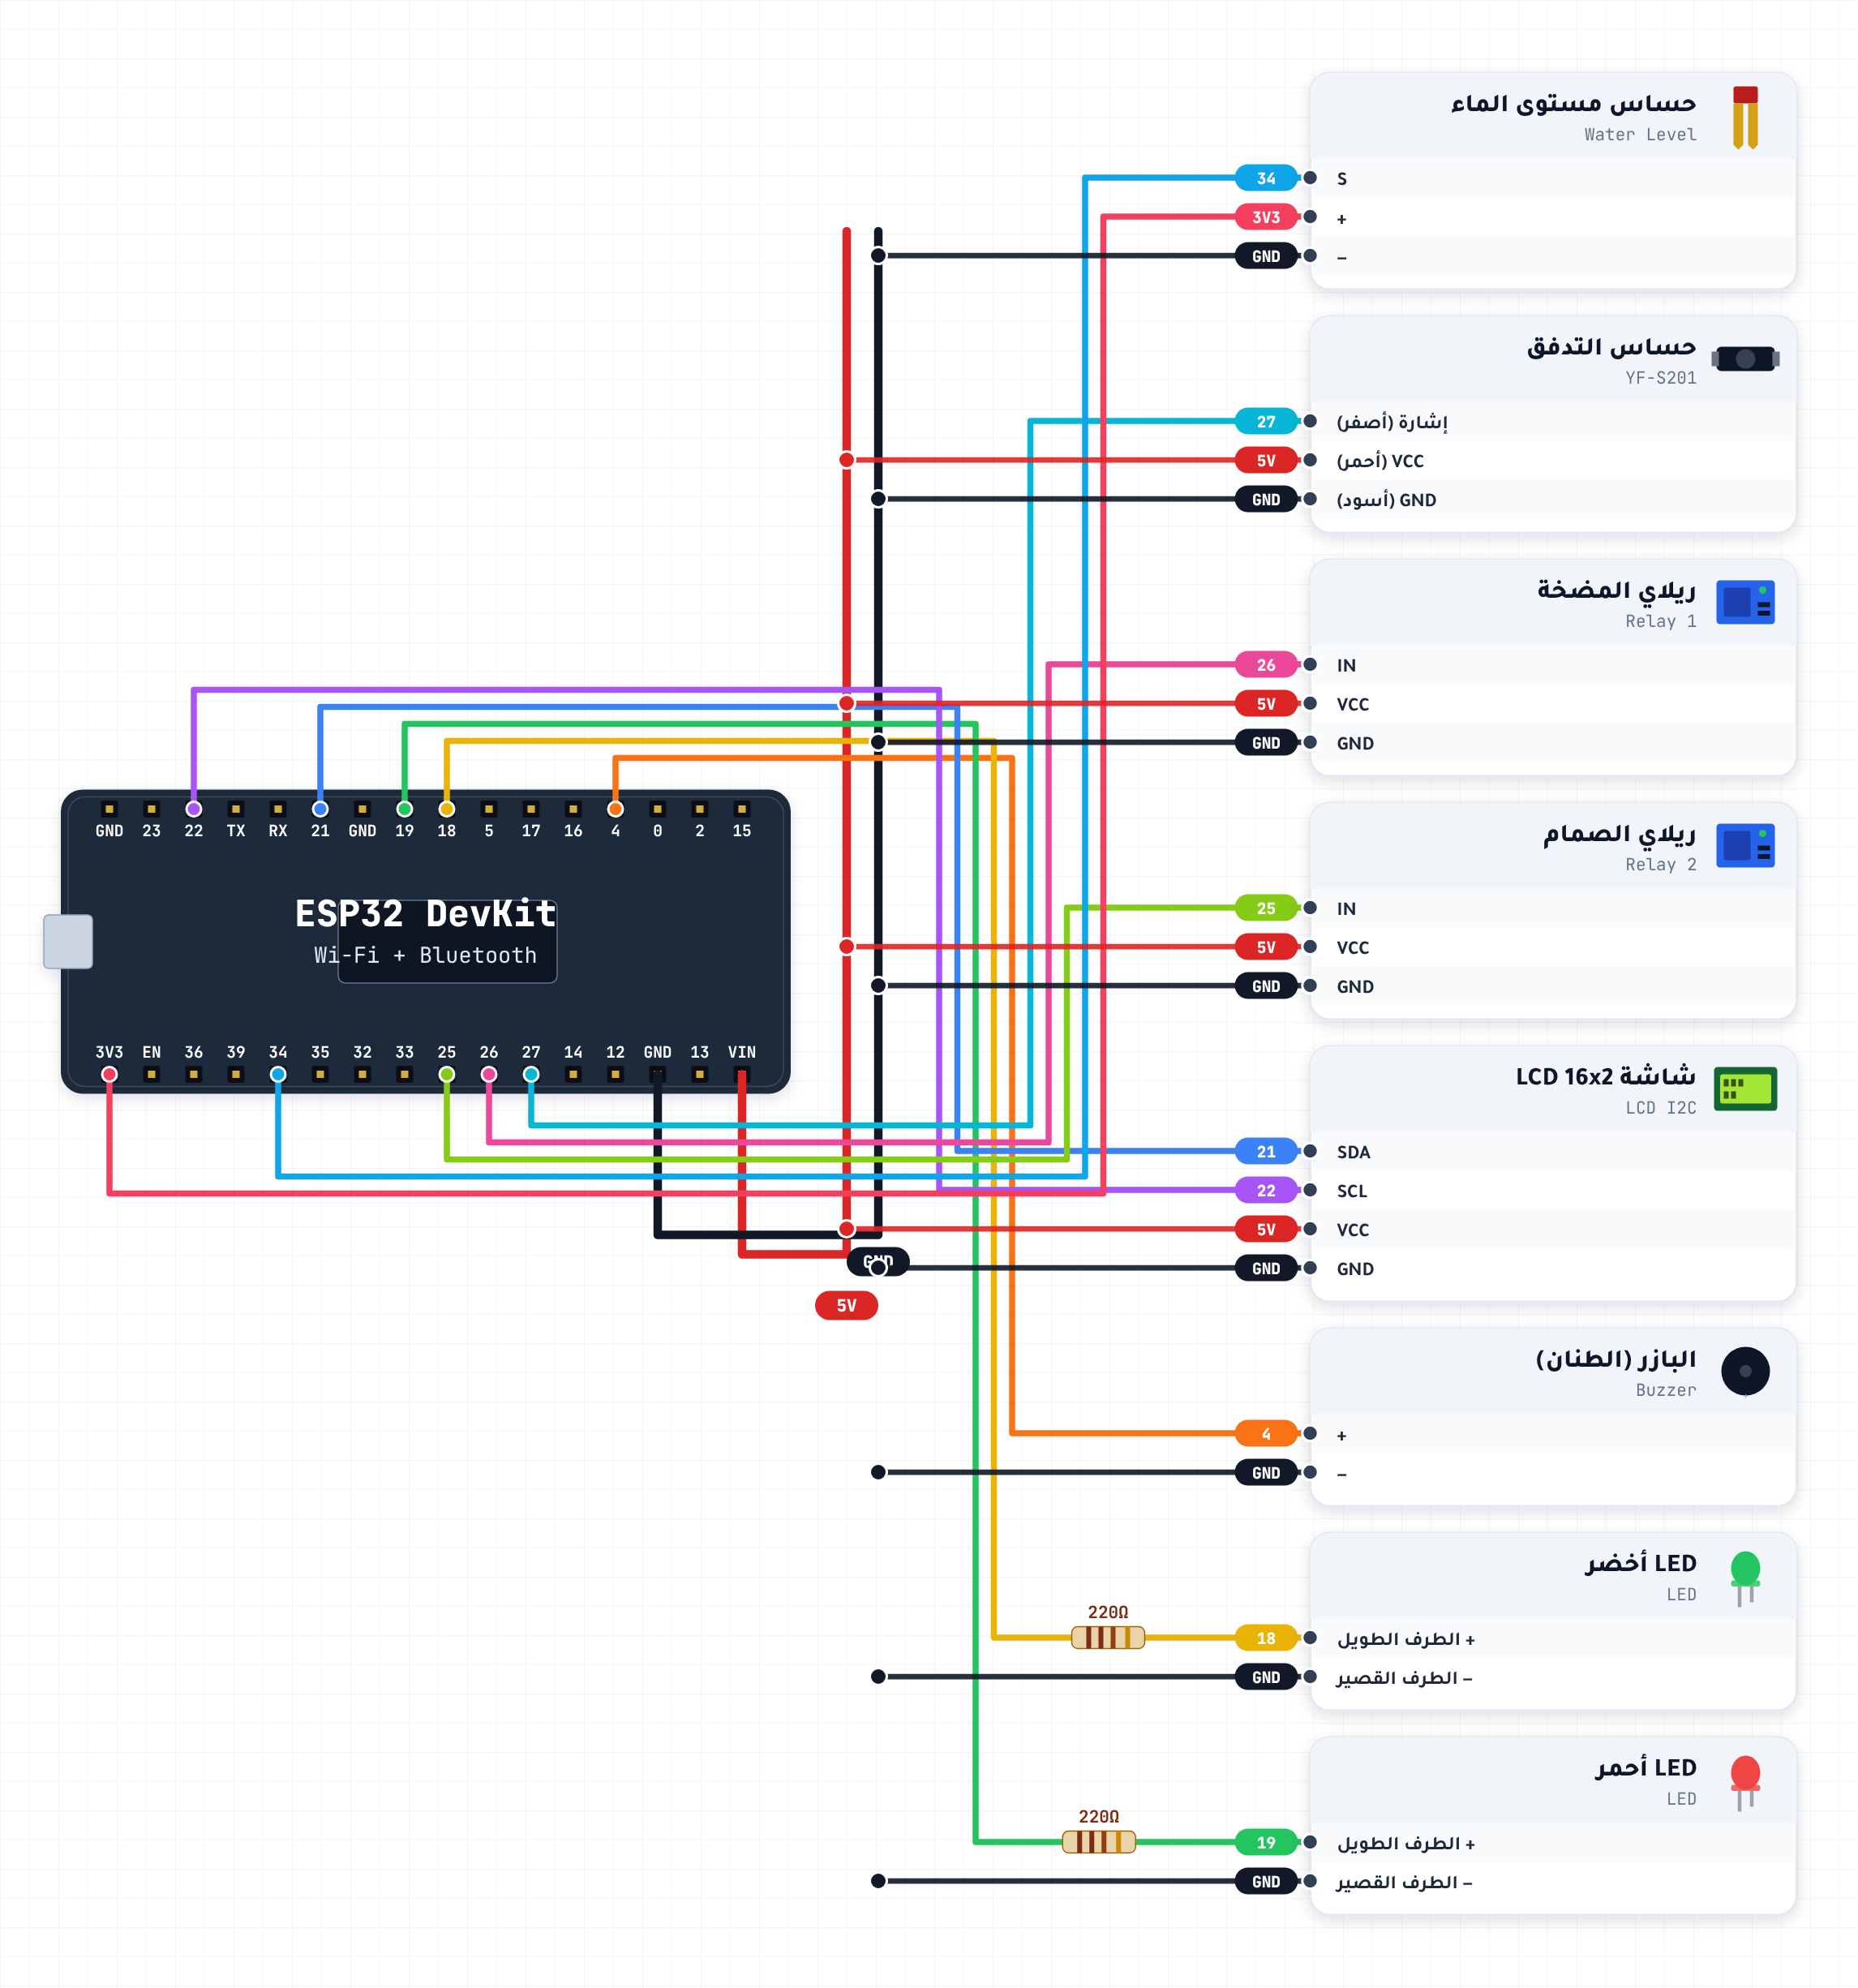 حساس مستوى الماء
Water Level
34 S
3V3 +
GND –
حساس التدفق
YF-S201
27 إشارة (أصفر)
5V VCC (أحمر)
GND GND (أسود)
ريلاي المضخة
Relay 1
26 IN
5V VCC
GND GND
GND 23 22 TX RX 21 GND 19 18 5 17 16 4 0 2 15
ESP32 DevKit
Wi-Fi + Bluetooth
3V3 EN 36 39 34 35 32 33 25 26 27 14 12 GND 13 VIN
ريلاي الصمام
Relay 2
25 IN
5V VCC
GND GND
شاشة LCD 16x2
LCD I2C
21 SDA
22 SCL
5V VCC
GND GND
GND
5V
البازر (الطنان)
Buzzer
4 +
GND –
LED أخضر
LED
220Ω
18 + الطرف الطويل
GND – الطرف القصير
LED أحمر
LED
220Ω
19 + الطرف الطويل
GND – الطرف القصير